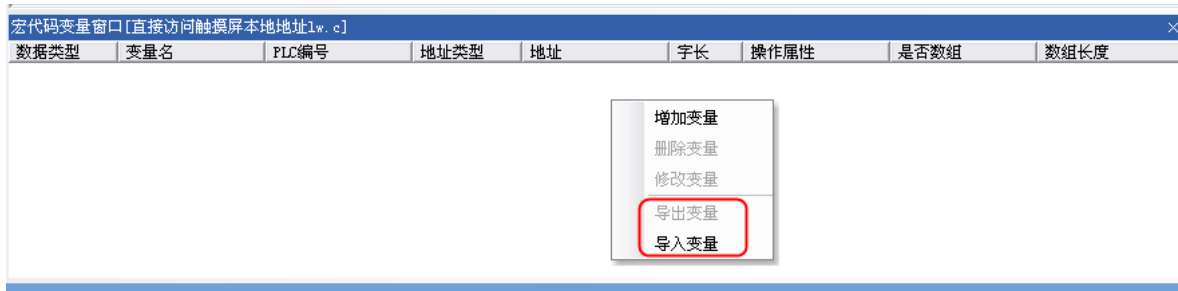 宏代码变量窗口[直接访问触摸屏本地地址lw.c]
数据类型 变量名 PLC编号 地址类型 地址 字长 操作属性 是否数组 数组长度
增加变量
删除变量
修改变量
导出变量
导入变量